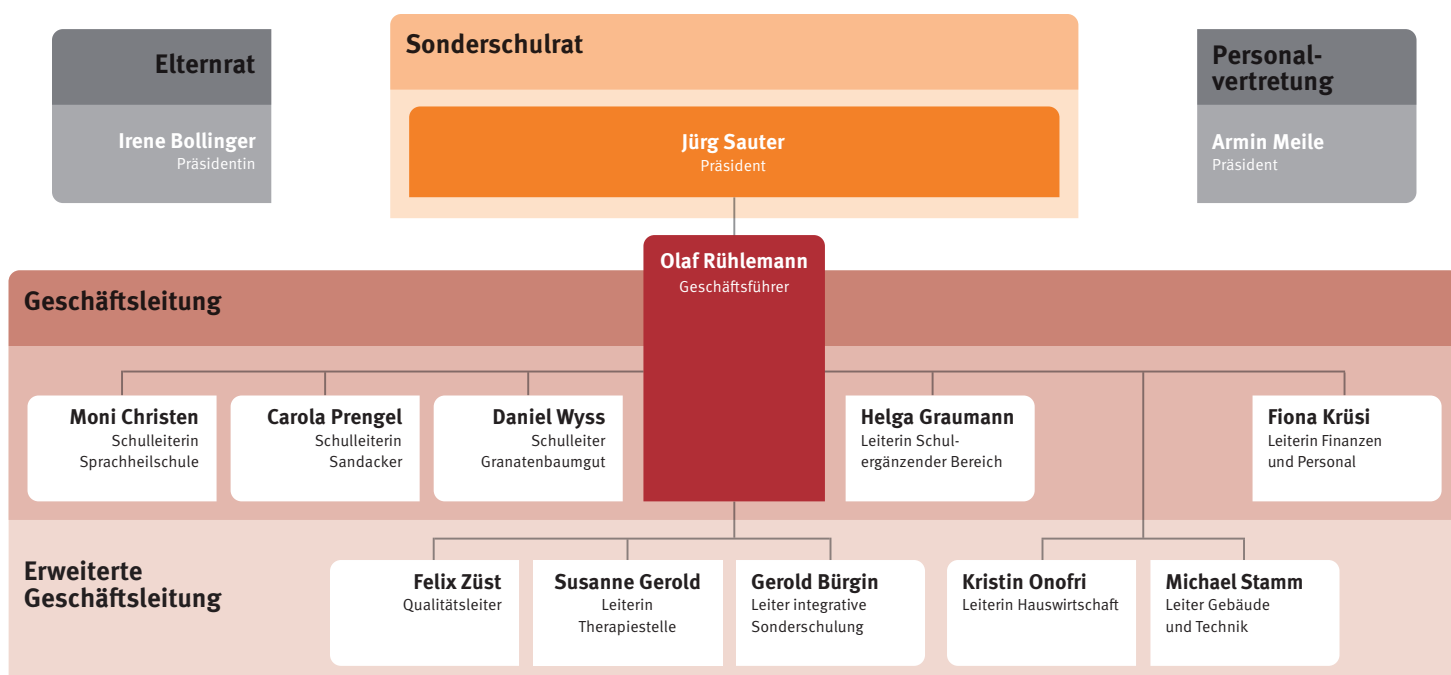 Elternrat
Irene Bollinger
Präsidentin
Sonderschulrat
Jürg Sauter
Präsident
Personal-
vertretung
Armin Meile
Präsident
Olaf Rühlemann
Geschäftsführer
Geschäftsleitung
Moni Christen
Schulleiterin
Sprachheilschule
Carola Prengel
Schulleiterin
Sandacker
Daniel Wyss
Schulleiter
Granatenbaumgut
Helga Graumann
Leiterin Schul-
ergänzender Bereich
Fiona Krüsi
Leiterin Finanzen
und Personal
Erweiterte
Geschäftsleitung
Felix Züst
Qualitätsleiter
Susanne Gerold
Leiterin
Therapiestelle
Gerold Bürgin
Leiter integrative
Sonderschulung
Kristin Onofri
Leiterin Hauswirtschaft
Michael Stamm
Leiter Gebäude
und Technik